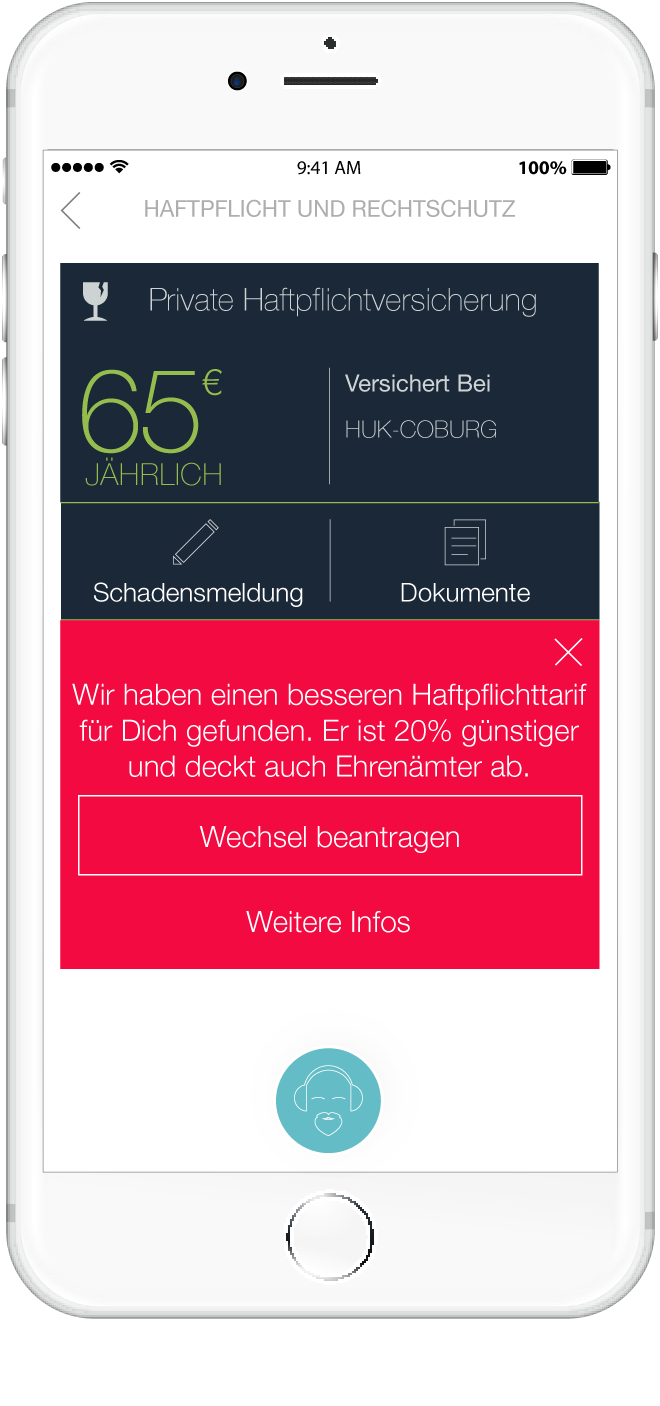 9:41 AM
100%
HAFTPFLICHT UND RECHTSCHUTZ
Private Haftpflichtversicherung
65€
JÄHRLICH
Versichert Bei
HUK-COBURG
Schadensmeldung
Dokumente
Wir haben einen besseren Haftpflichttarif
für Dich gefunden. Er ist 20% günstiger
und deckt auch Ehrenämter ab.
Wechsel beantragen
Weitere Infos